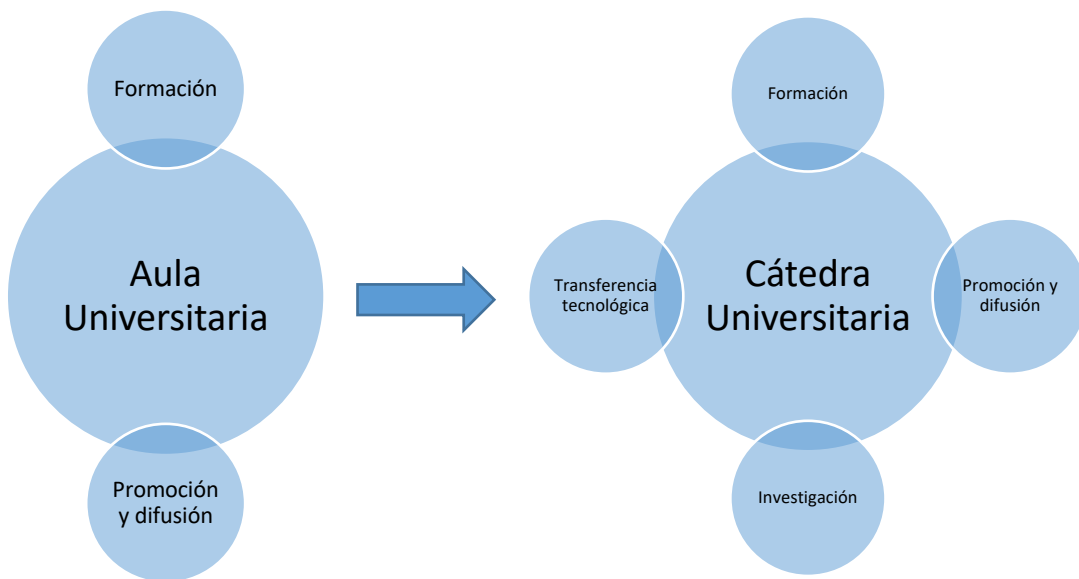 Formación
Aula
Universitaria
Promoción
y difusión
Formación
Transferencia
tecnológica
Cátedra
Universitaria
Promoción y
difusión
Investigación